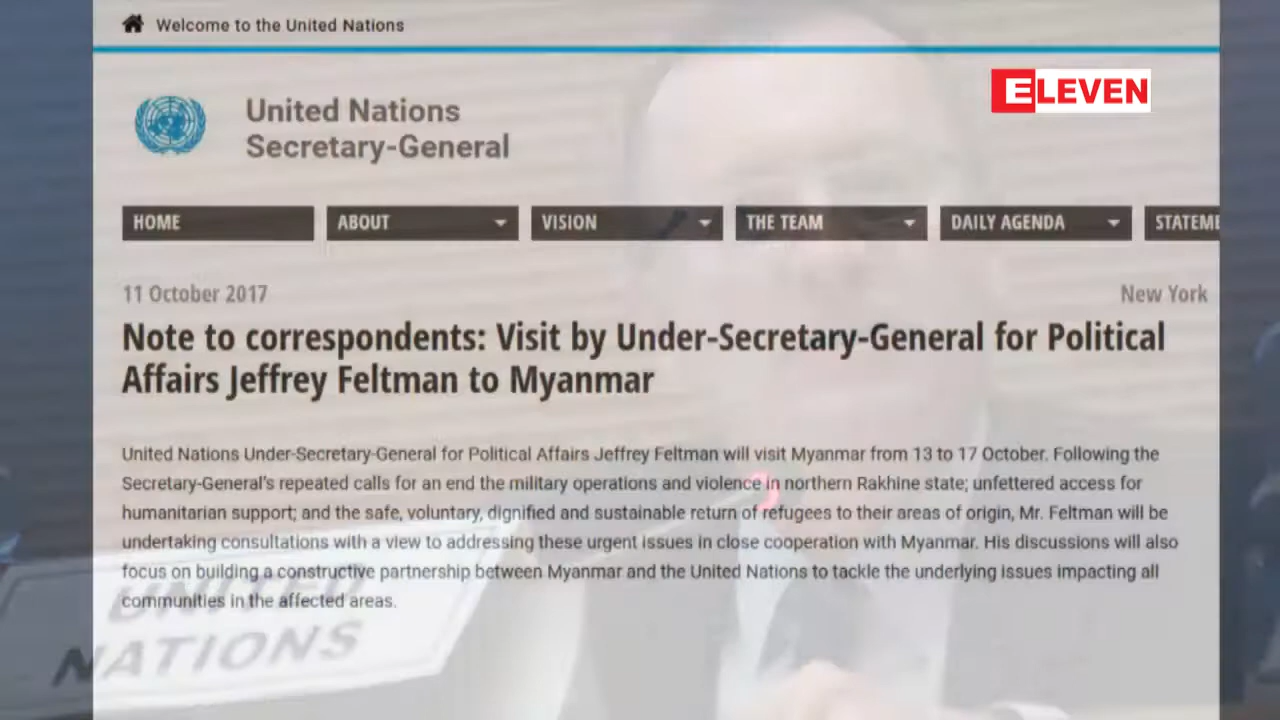 Welcome to the United Nations
ELEVEN
United Nations
Secretary-General
HOME
ABOUT
VISION
THE TEAM
DAILY AGENDA
STATEME
11 October 2017
New York
Note to correspondents: Visit by Under-Secretary-General for Political
Affairs Jeffrey Feltman to Myanmar
United Nations Under-Secretary-General for Political Affairs Jeffrey Feltman will visit Myanmar from 13 to 17 October. Following the
Secretary-General's repeated calls for an end the military operations and violence in northern Rakhine state; unfettered access for
humanitarian support; and the safe, voluntary, dignified and sustainable return of refugees to their areas of origin, Mr. Feltman will be
undertaking consultations with a view to addressing these urgent issues in close cooperation with Myanmar. His discussions will also
focus on building a constructive partnership between Myanmar and the United Nations to tackle the underlying issues impacting all
communities in the affected areas.
UNITED
NATIONS